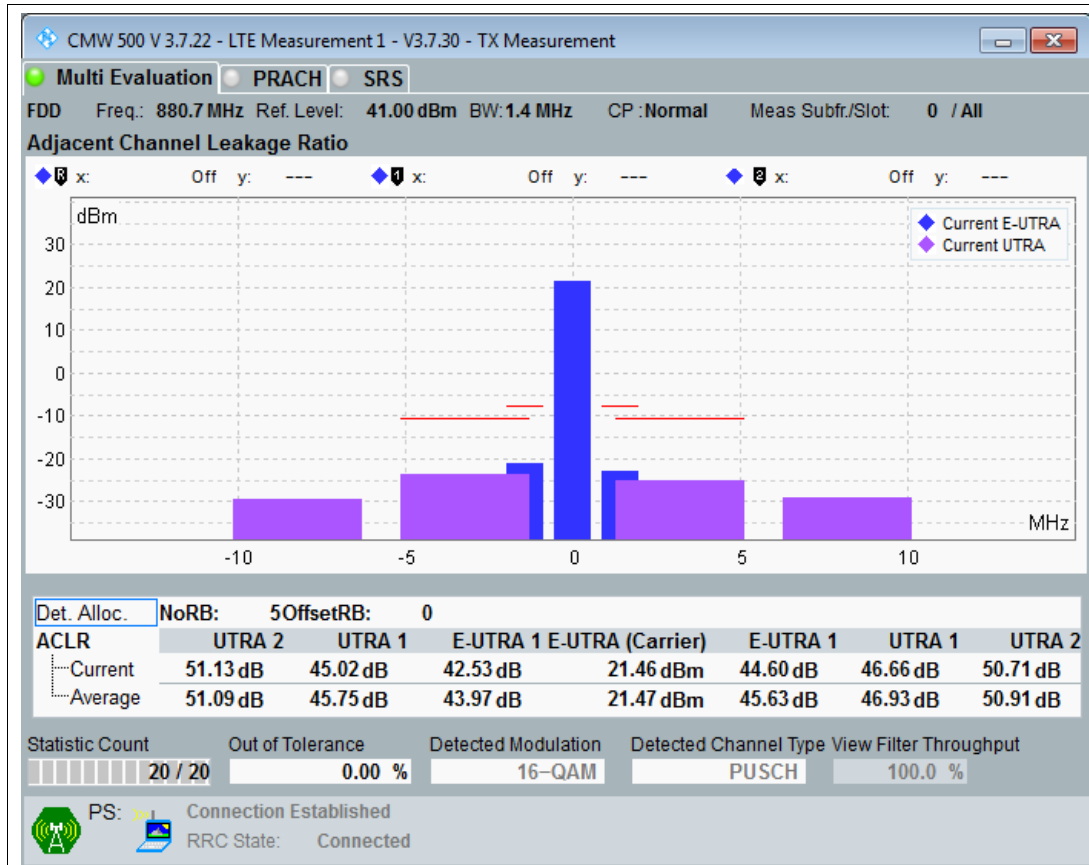 CMW 500 V 3.7.22 - LTE Measurement 1 - V3.7.30 - TX Measurement
Multi Evaluation PRACH SRS
FDD Freq.: 880.7 MHz Ref. Level: 41.00 dBm BW: 1.4 MHz CP : Normal Meas Subfr./Slot: 0 / All
Adjacent Channel Leakage Ratio
R x: Off y: --- 1 x: Off y: --- 2 x: Off y: ---
dBm
Current E-UTRA
Current UTRA
30
20
10
0
-10
-20
-30
MHz
-10 -5 0 5 10
Det. Alloc. NoRB: 5 OffsetRB: 0
ACLR UTRA 2 UTRA 1 E-UTRA 1 E-UTRA (Carrier) E-UTRA 1 UTRA 1 UTRA 2
Current 51.13 dB 45.02 dB 42.53 dB 21.46 dBm 44.60 dB 46.66 dB 50.71 dB
Average 51.09 dB 45.75 dB 43.97 dB 21.47 dBm 45.63 dB 46.93 dB 50.91 dB
Statistic Count Out of Tolerance Detected Modulation Detected Channel Type View Filter Throughput
20 / 20 0.00 % 16-QAM PUSCH 100.0 %
PS: Connection Established
RRC State: Connected